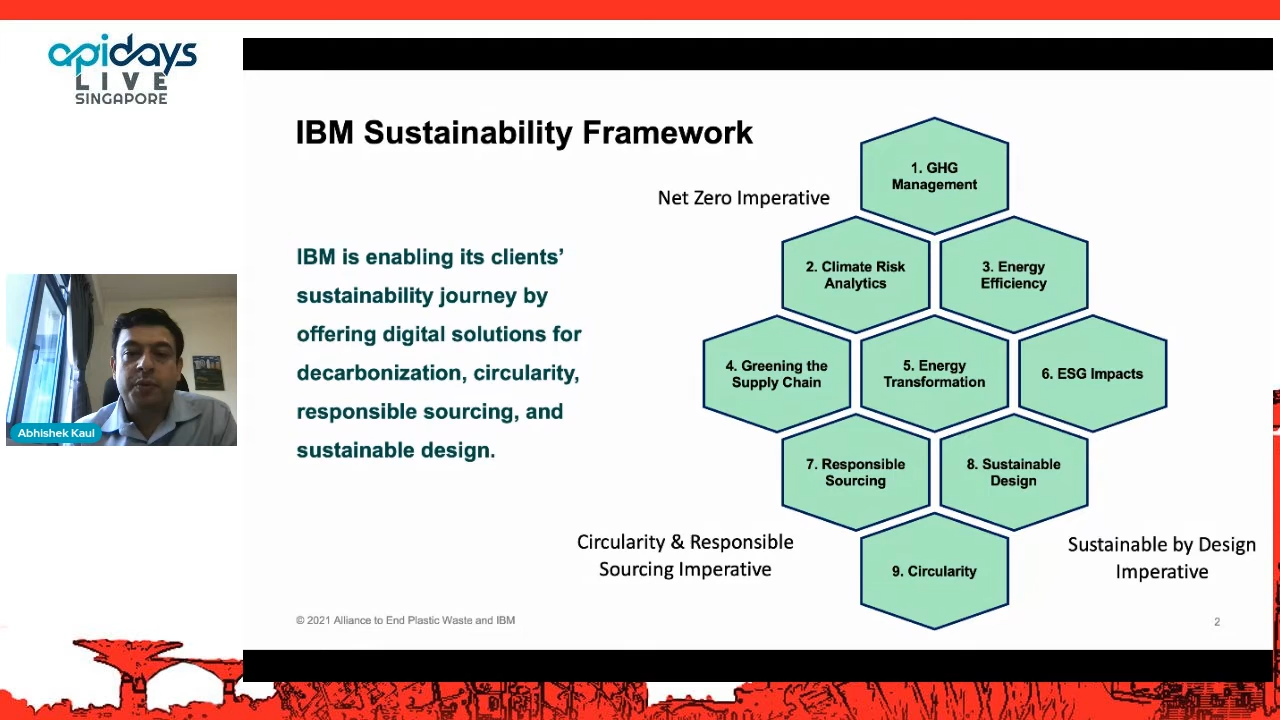 apidays
LIVE
SINGAPORE
IBM Sustainability Framework
Net Zero Imperative
IBM is enabling its clients’
sustainability journey by
offering digital solutions for
decarbonization, circularity,
responsible sourcing, and
sustainable design.
1. GHG
Management
2. Climate Risk
Analytics
3. Energy
Efficiency
4. Greening the
Supply Chain
5. Energy
Transformation
6. ESG Impacts
7. Responsible
Sourcing
8. Sustainable
Design
9. Circularity
Circularity & Responsible
Sourcing Imperative
Sustainable by Design
Imperative
© 2021 Alliance to End Plastic Waste and IBM
2
Abhishek Kaul